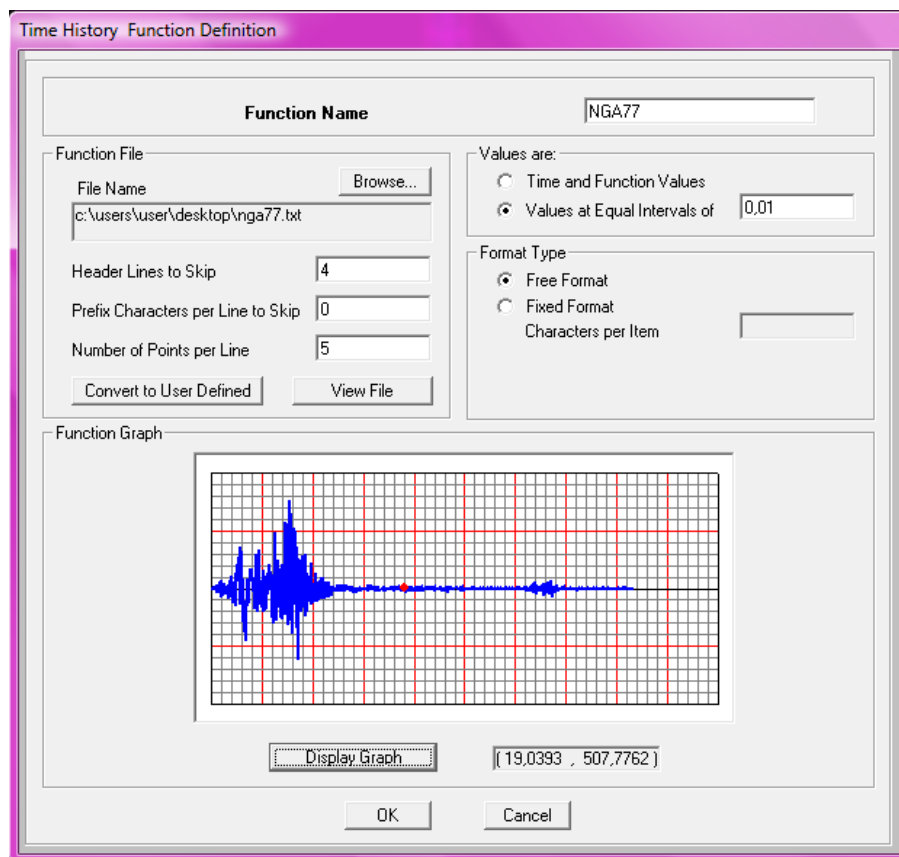 Time History  Function Definition
Function Name
NGA77
Function File
File Name
Browse...
c:\users\user\desktop\nga77.txt
Header Lines to Skip
4
Prefix Characters per Line to Skip
0
Number of Points per Line
5
Convert to User Defined
View File
Values are:
Time and Function Values
Values at Equal Intervals of
0,01
Format Type
Free Format
Fixed Format
Characters per Item
Function Graph
Display Graph
( 19,0393  ,  507,7762 )
OK
Cancel